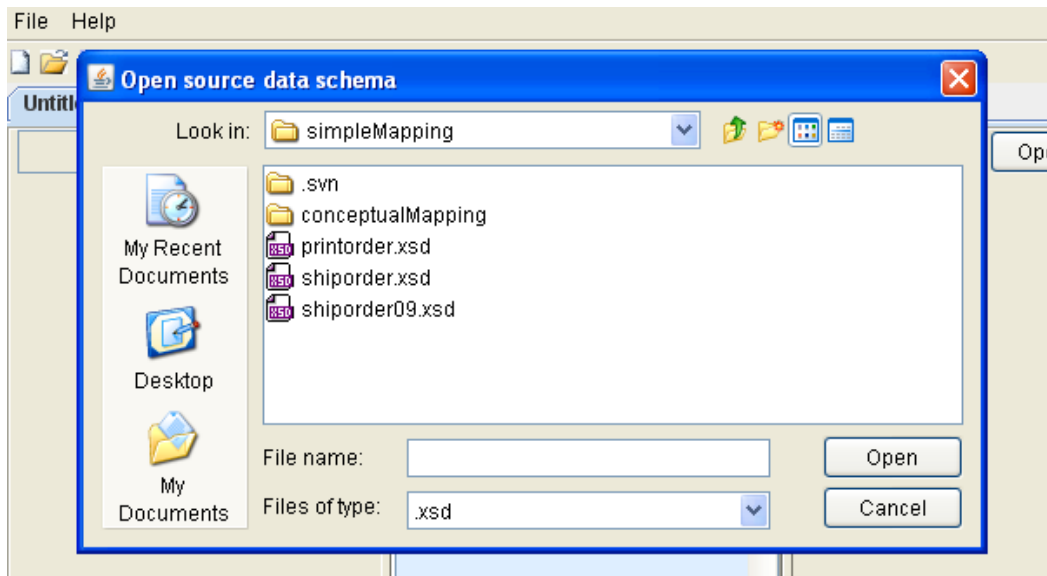 File Help
Open source data schema
Untitl
Look in: simpleMapping
Op
.svn
conceptualMapping
printorder.xsd
shiporder.xsd
shiporder09.xsd
My Recent
Documents
Desktop
My
Documents
File name:
Open
Files of type: .xsd
Cancel